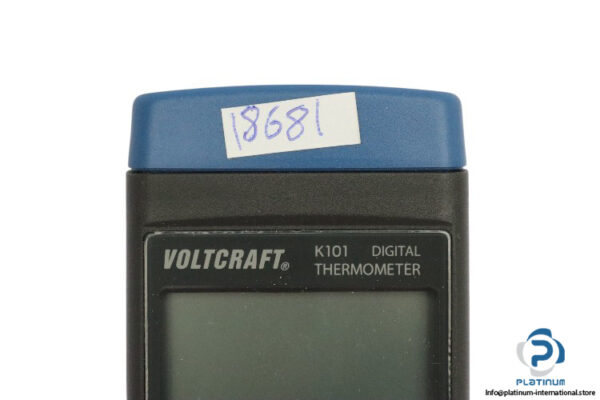 18681
VOLTCRAFT®
K101 DIGITAL
THERMOMETER
PLATINUM
Info@platinum-international.store